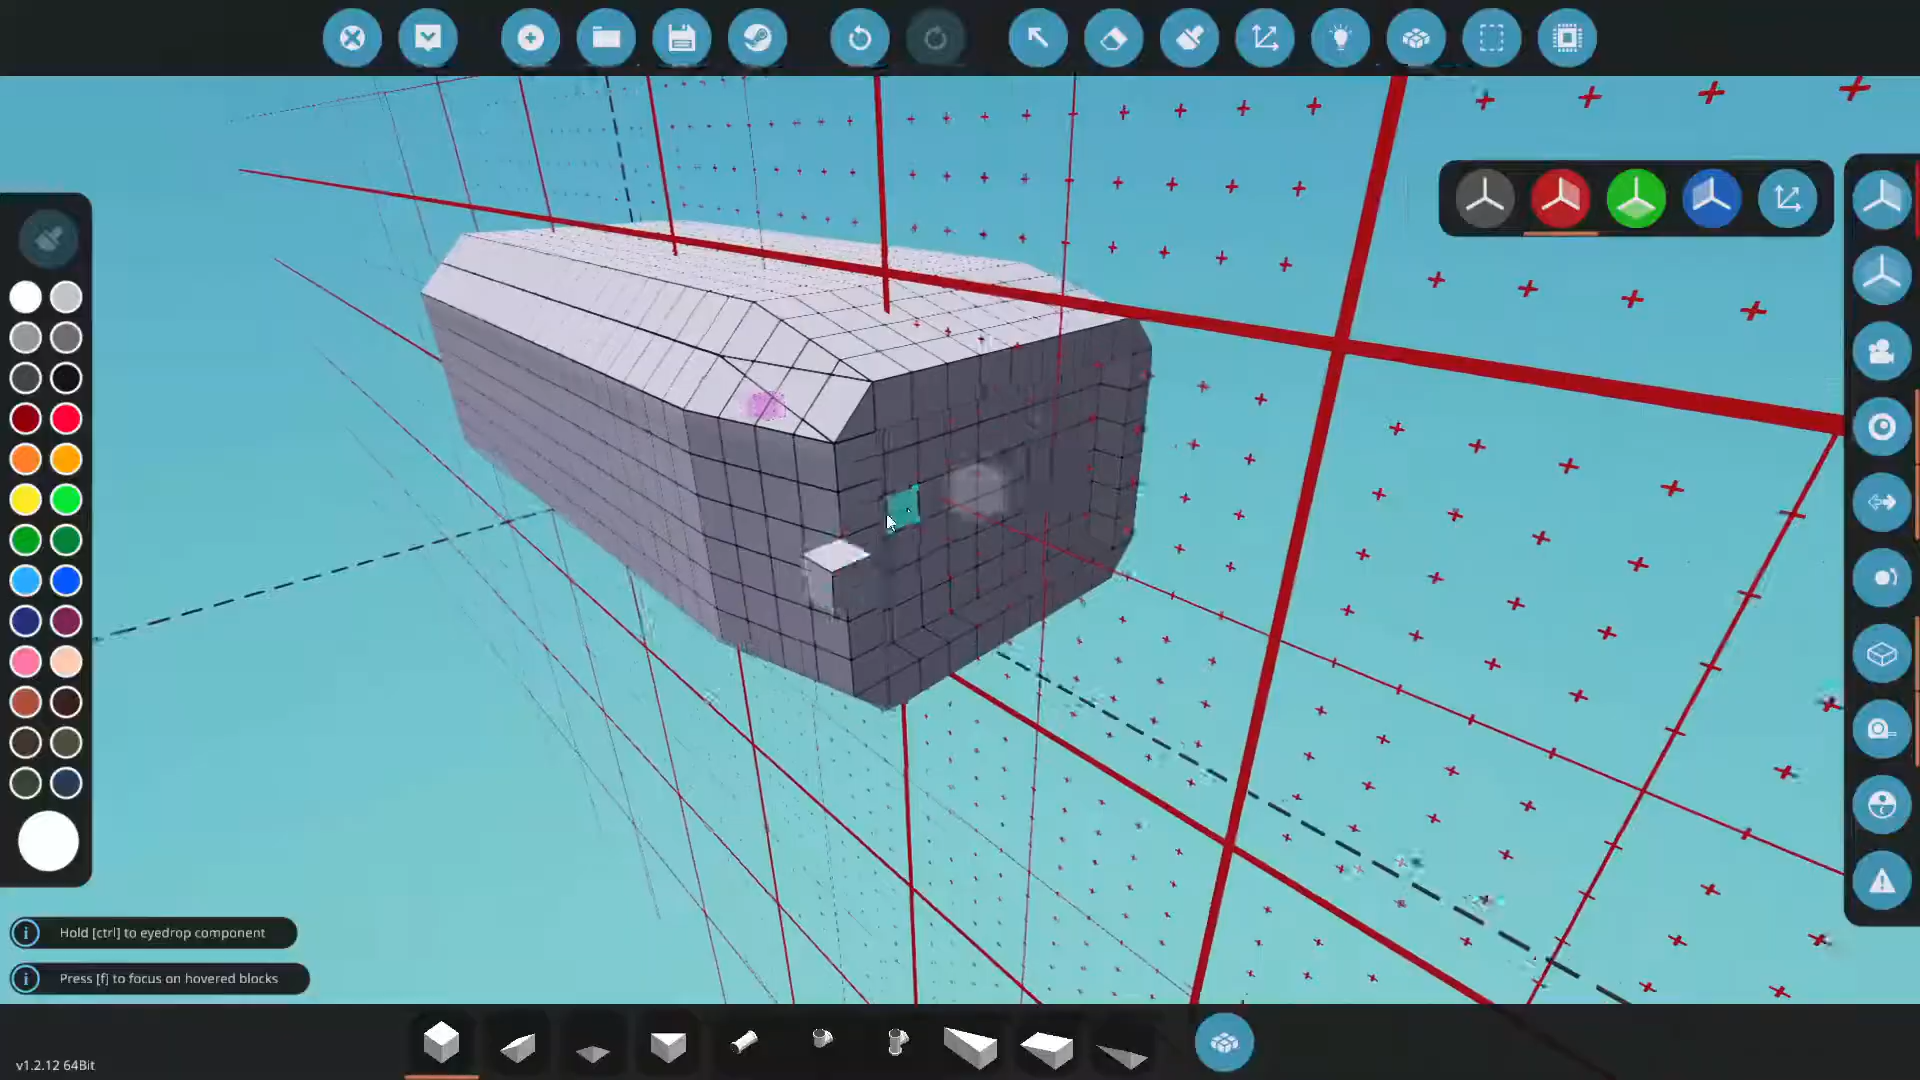 Hold [ctrl] to eyedrop component
Press [f] to focus on hovered blocks
v1.2.12 64Bit